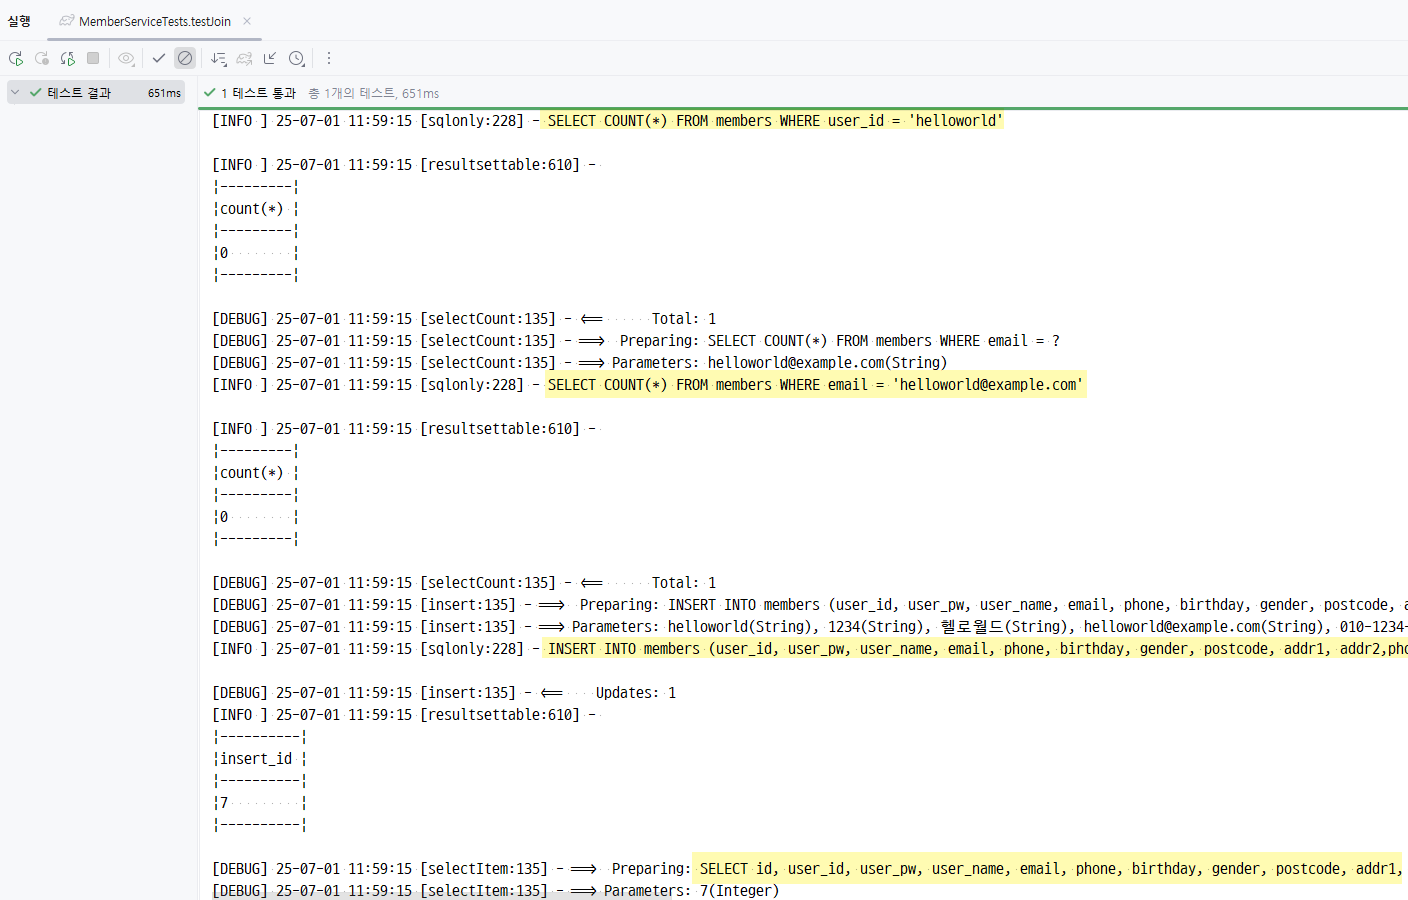 실행 MemberServiceTests.testJoin
테스트 결과 651ms
1 테스트 통과 총 1개의 테스트, 651ms
[INFO ] 25-07-01 11:59:15 [sqlonly:228] - SELECT COUNT(*) FROM members WHERE user_id = 'helloworld'
[INFO ] 25-07-01 11:59:15 [resultsettable:610] -
¦---------¦
¦count(*) ¦
¦---------¦
¦0        ¦
¦---------¦
[DEBUG] 25-07-01 11:59:15 [selectCount:135] - <==      Total: 1
[DEBUG] 25-07-01 11:59:15 [selectCount:135] - ==>  Preparing: SELECT COUNT(*) FROM members WHERE email = ?
[DEBUG] 25-07-01 11:59:15 [selectCount:135] - ==> Parameters: helloworld@example.com(String)
[INFO ] 25-07-01 11:59:15 [sqlonly:228] - SELECT COUNT(*) FROM members WHERE email = 'helloworld@example.com'
[INFO ] 25-07-01 11:59:15 [resultsettable:610] -
¦---------¦
¦count(*) ¦
¦---------¦
¦0        ¦
¦---------¦
[DEBUG] 25-07-01 11:59:15 [selectCount:135] - <==      Total: 1
[DEBUG] 25-07-01 11:59:15 [insert:135] - ==>  Preparing: INSERT INTO members (user_id, user_pw, user_name, email, phone, birthday, gender, postcode, a
[DEBUG] 25-07-01 11:59:15 [insert:135] - ==> Parameters: helloworld(String), 1234(String), 헬로월드(String), helloworld@example.com(String), 010-1234-
[INFO ] 25-07-01 11:59:15 [sqlonly:228] - INSERT INTO members (user_id, user_pw, user_name, email, phone, birthday, gender, postcode, addr1, addr2,pho
[DEBUG] 25-07-01 11:59:15 [insert:135] - <==    Updates: 1
[INFO ] 25-07-01 11:59:15 [resultsettable:610] -
¦----------¦
¦insert_id ¦
¦----------¦
¦7         ¦
¦----------¦
[DEBUG] 25-07-01 11:59:15 [selectItem:135] - ==>  Preparing: SELECT id, user_id, user_pw, user_name, email, phone, birthday, gender, postcode, addr1,
[DEBUG] 25-07-01 11:59:15 [selectItem:135] - ==> Parameters: 7(Integer)